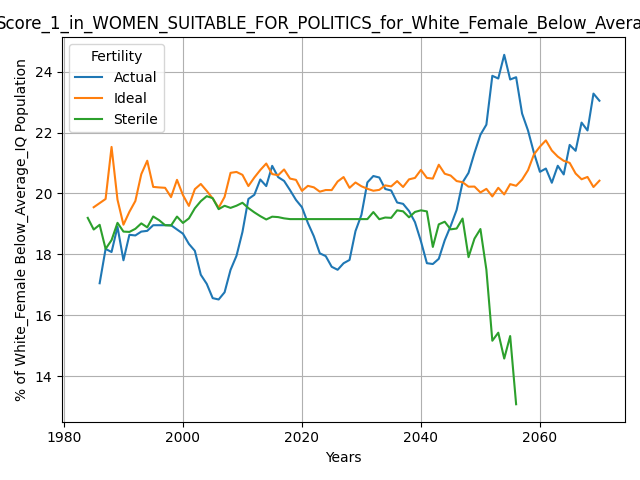 Score_1_in_WOMEN_SUITABLE_FOR_POLITICS_for_White_Female_Below_Avera
Fertility
Actual
Ideal
Sterile
% of White_Female Below_Average_IQ Population
24
22
20
18
16
14
1980
2000
2020
2040
2060
Years